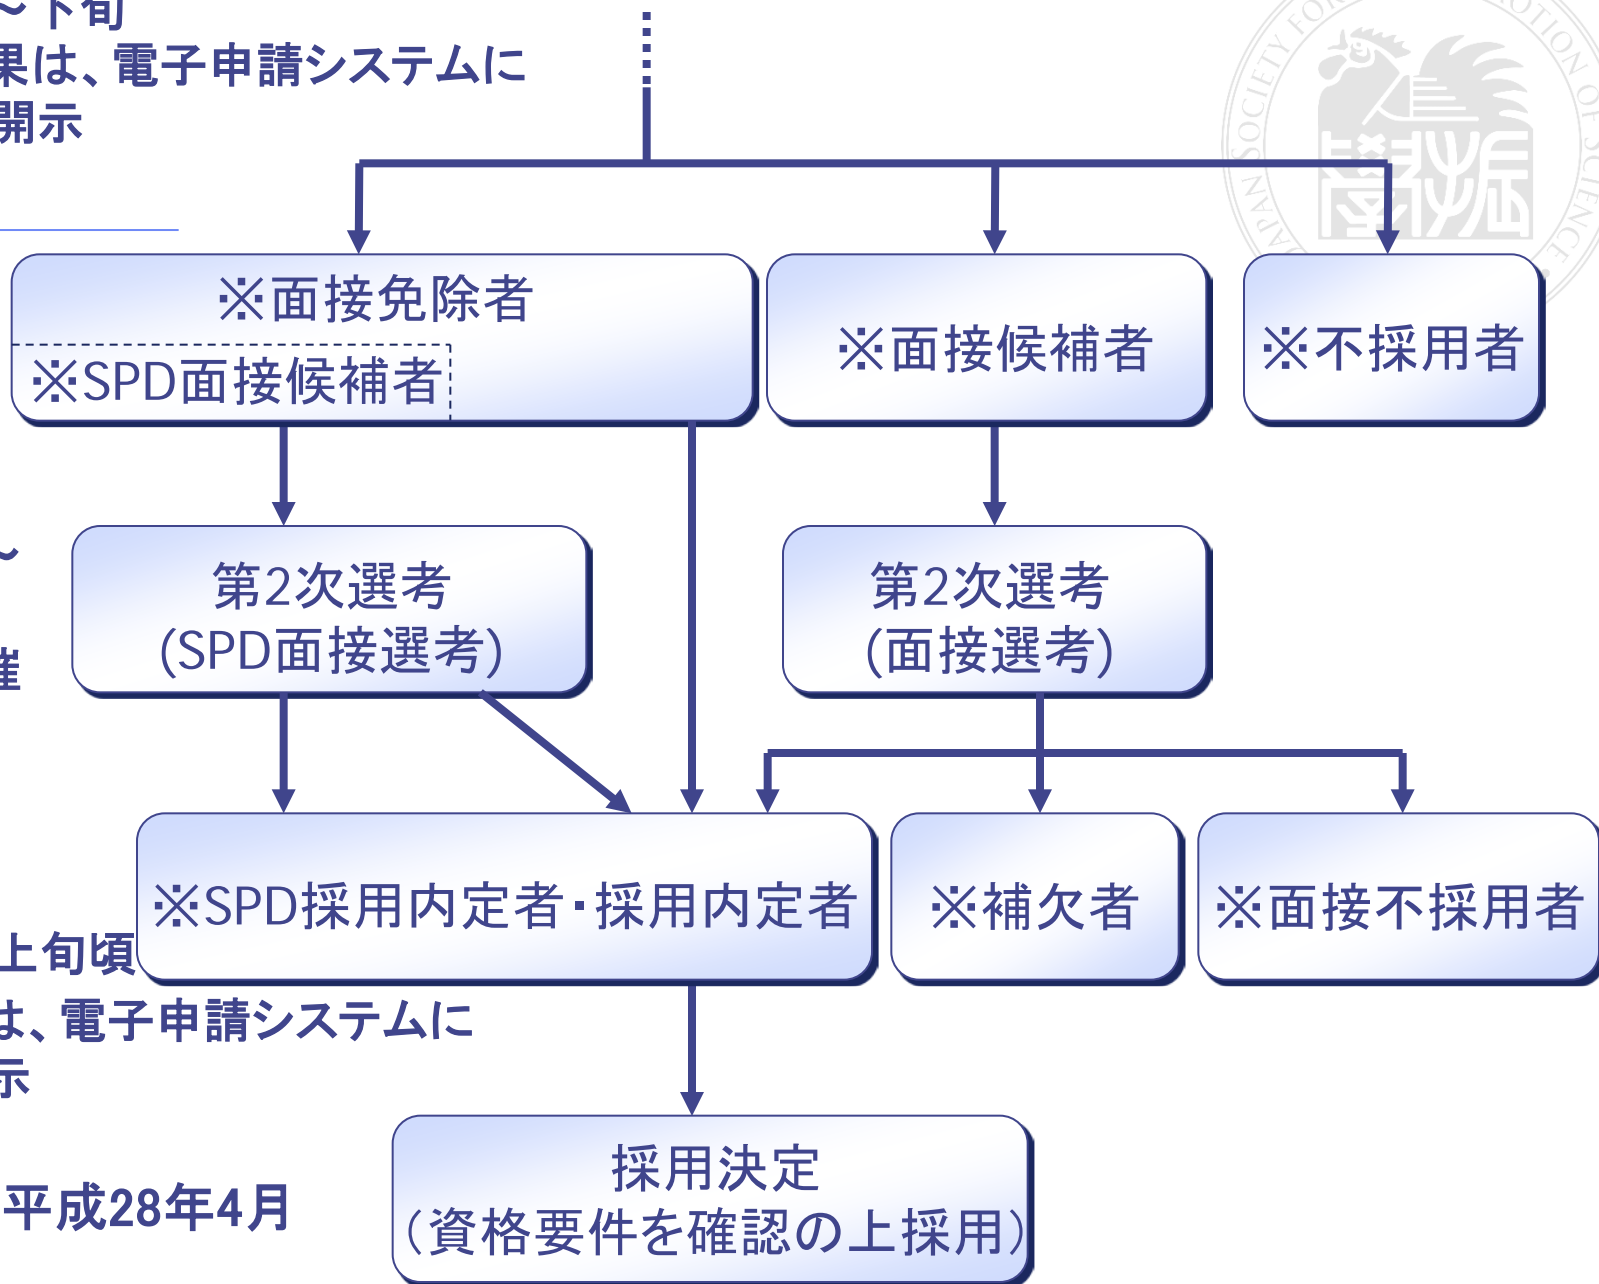 ～下旬
果は、電子申請システムに
開示
※面接免除者
※SPD面接候補者
※面接候補者
※不採用者
～
第2次選考
(SPD面接選考)
第2次選考
(面接選考)
催
※SPD採用内定者・採用内定者
※補欠者
※面接不採用者
上旬頃
は、電子申請システムに
示
採用決定
（資格要件を確認の上採用）
平成28年4月